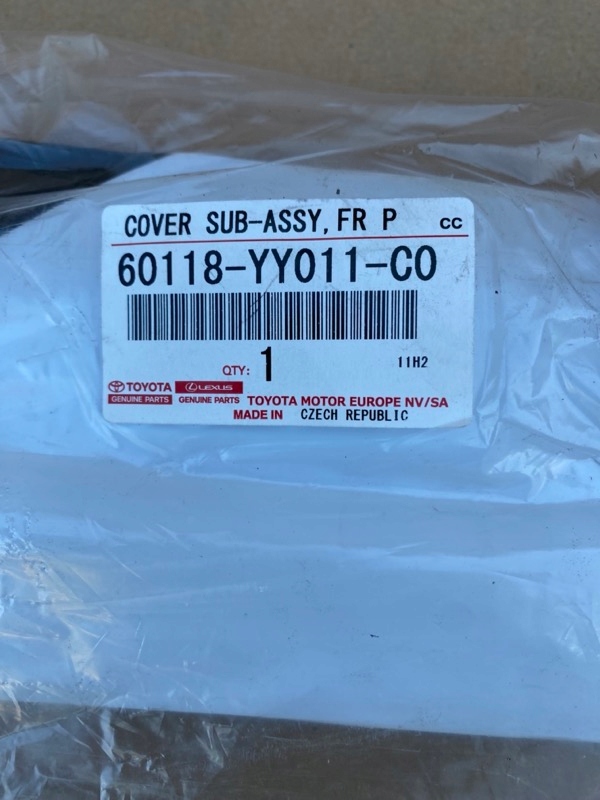 COVER SUB-ASSY, FR P CC
60118-YY011-C0
QTY: 1 11H2
TOYOTA LEXUS
GENUINE PARTS GENUINE PARTS TOYOTA MOTOR EUROPE NV/SA
MADE IN CZECH REPUBLIC